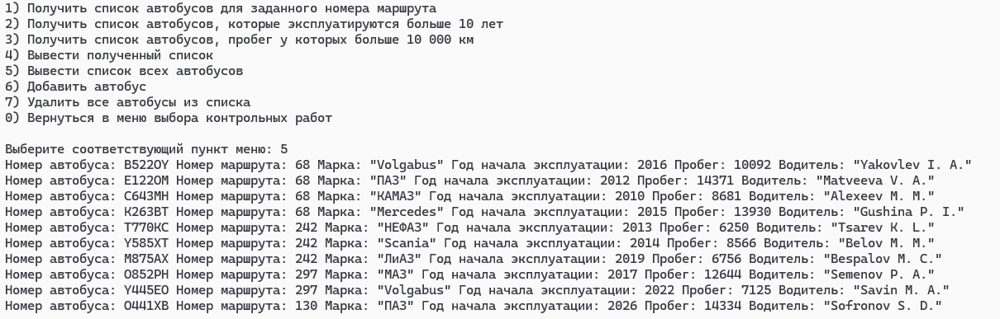 1) Получить список автобусов для заданного номера маршрута
2) Получить список автобусов, которые эксплуатируются больше 10 лет
3) Получить список автобусов, пробег у которых больше 10 000 км
4) Вывести полученный список
5) Вывести список всех автобусов
6) Добавить автобус
7) Удалить все автобусы из списка
0) Вернуться в меню выбора контрольных работ

Выберите соответствующий пункт меню: 5
Номер автобуса: B522OY Номер маршрута: 68 Марка: "Volgabus" Год начала эксплуатации: 2016 Пробег: 10092 Водитель: "Yakovlev I. A."
Номер автобуса: E122OM Номер маршрута: 68 Марка: "ПАЗ" Год начала эксплуатации: 2012 Пробег: 14371 Водитель: "Matveeva V. A."
Номер автобуса: C643MH Номер маршрута: 68 Марка: "КАМАЗ" Год начала эксплуатации: 2010 Пробег: 8681 Водитель: "Alexeev M. M."
Номер автобуса: K263BT Номер маршрута: 68 Марка: "Mercedes" Год начала эксплуатации: 2015 Пробег: 13930 Водитель: "Gushina P. I."
Номер автобуса: T770KC Номер маршрута: 242 Марка: "НЕФАЗ" Год начала эксплуатации: 2013 Пробег: 6250 Водитель: "Tsarev K. L."
Номер автобуса: Y585XT Номер маршрута: 242 Марка: "Scania" Год начала эксплуатации: 2014 Пробег: 8566 Водитель: "Belov M. M."
Номер автобуса: M875AX Номер маршрута: 242 Марка: "ЛиАЗ" Год начала эксплуатации: 2019 Пробег: 6756 Водитель: "Bespalov M. C."
Номер автобуса: O852PH Номер маршрута: 297 Марка: "МАЗ" Год начала эксплуатации: 2017 Пробег: 12644 Водитель: "Semenov P. A."
Номер автобуса: Y445EO Номер маршрута: 297 Марка: "Volgabus" Год начала эксплуатации: 2022 Пробег: 7125 Водитель: "Savin M. A."
Номер автобуса: O441XB Номер маршрута: 130 Марка: "ПАЗ" Год начала эксплуатации: 2026 Пробег: 14334 Водитель: "Sofronov S. D."